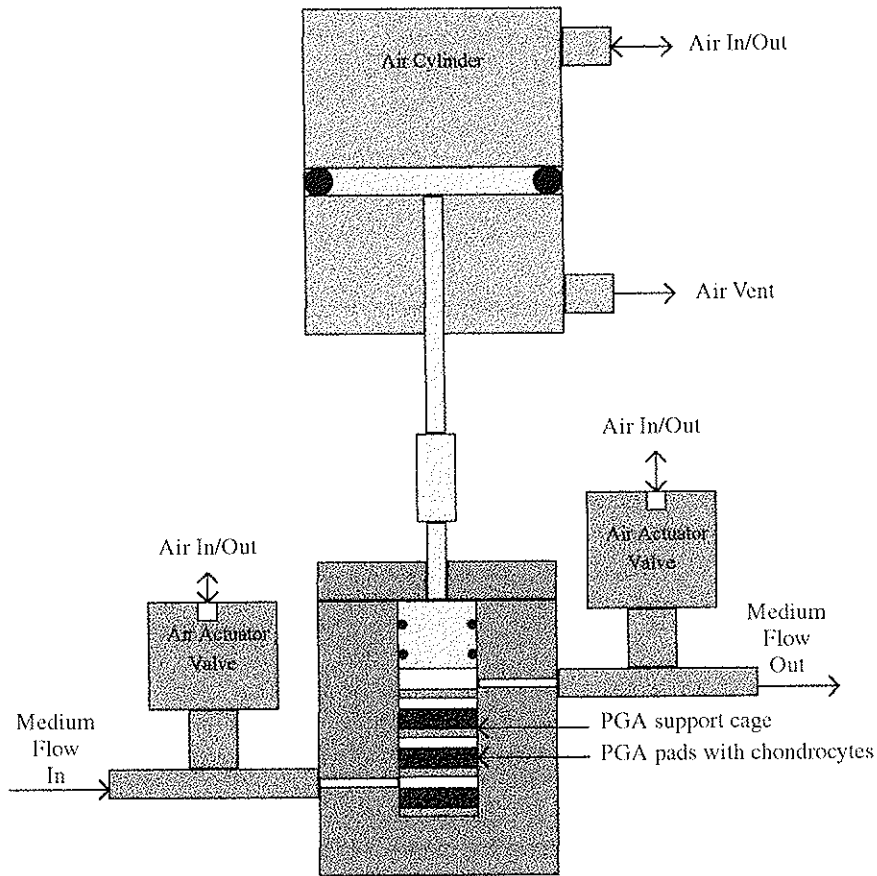 Air Cylinder
Air In/Out
Air Vent
Air In/Out
Air Actuator
Valve
Air In/Out
Air Actuator
Valve
Medium
Flow
Out
Medium
Flow
In
PGA support cage
PGA pads with chondrocytes